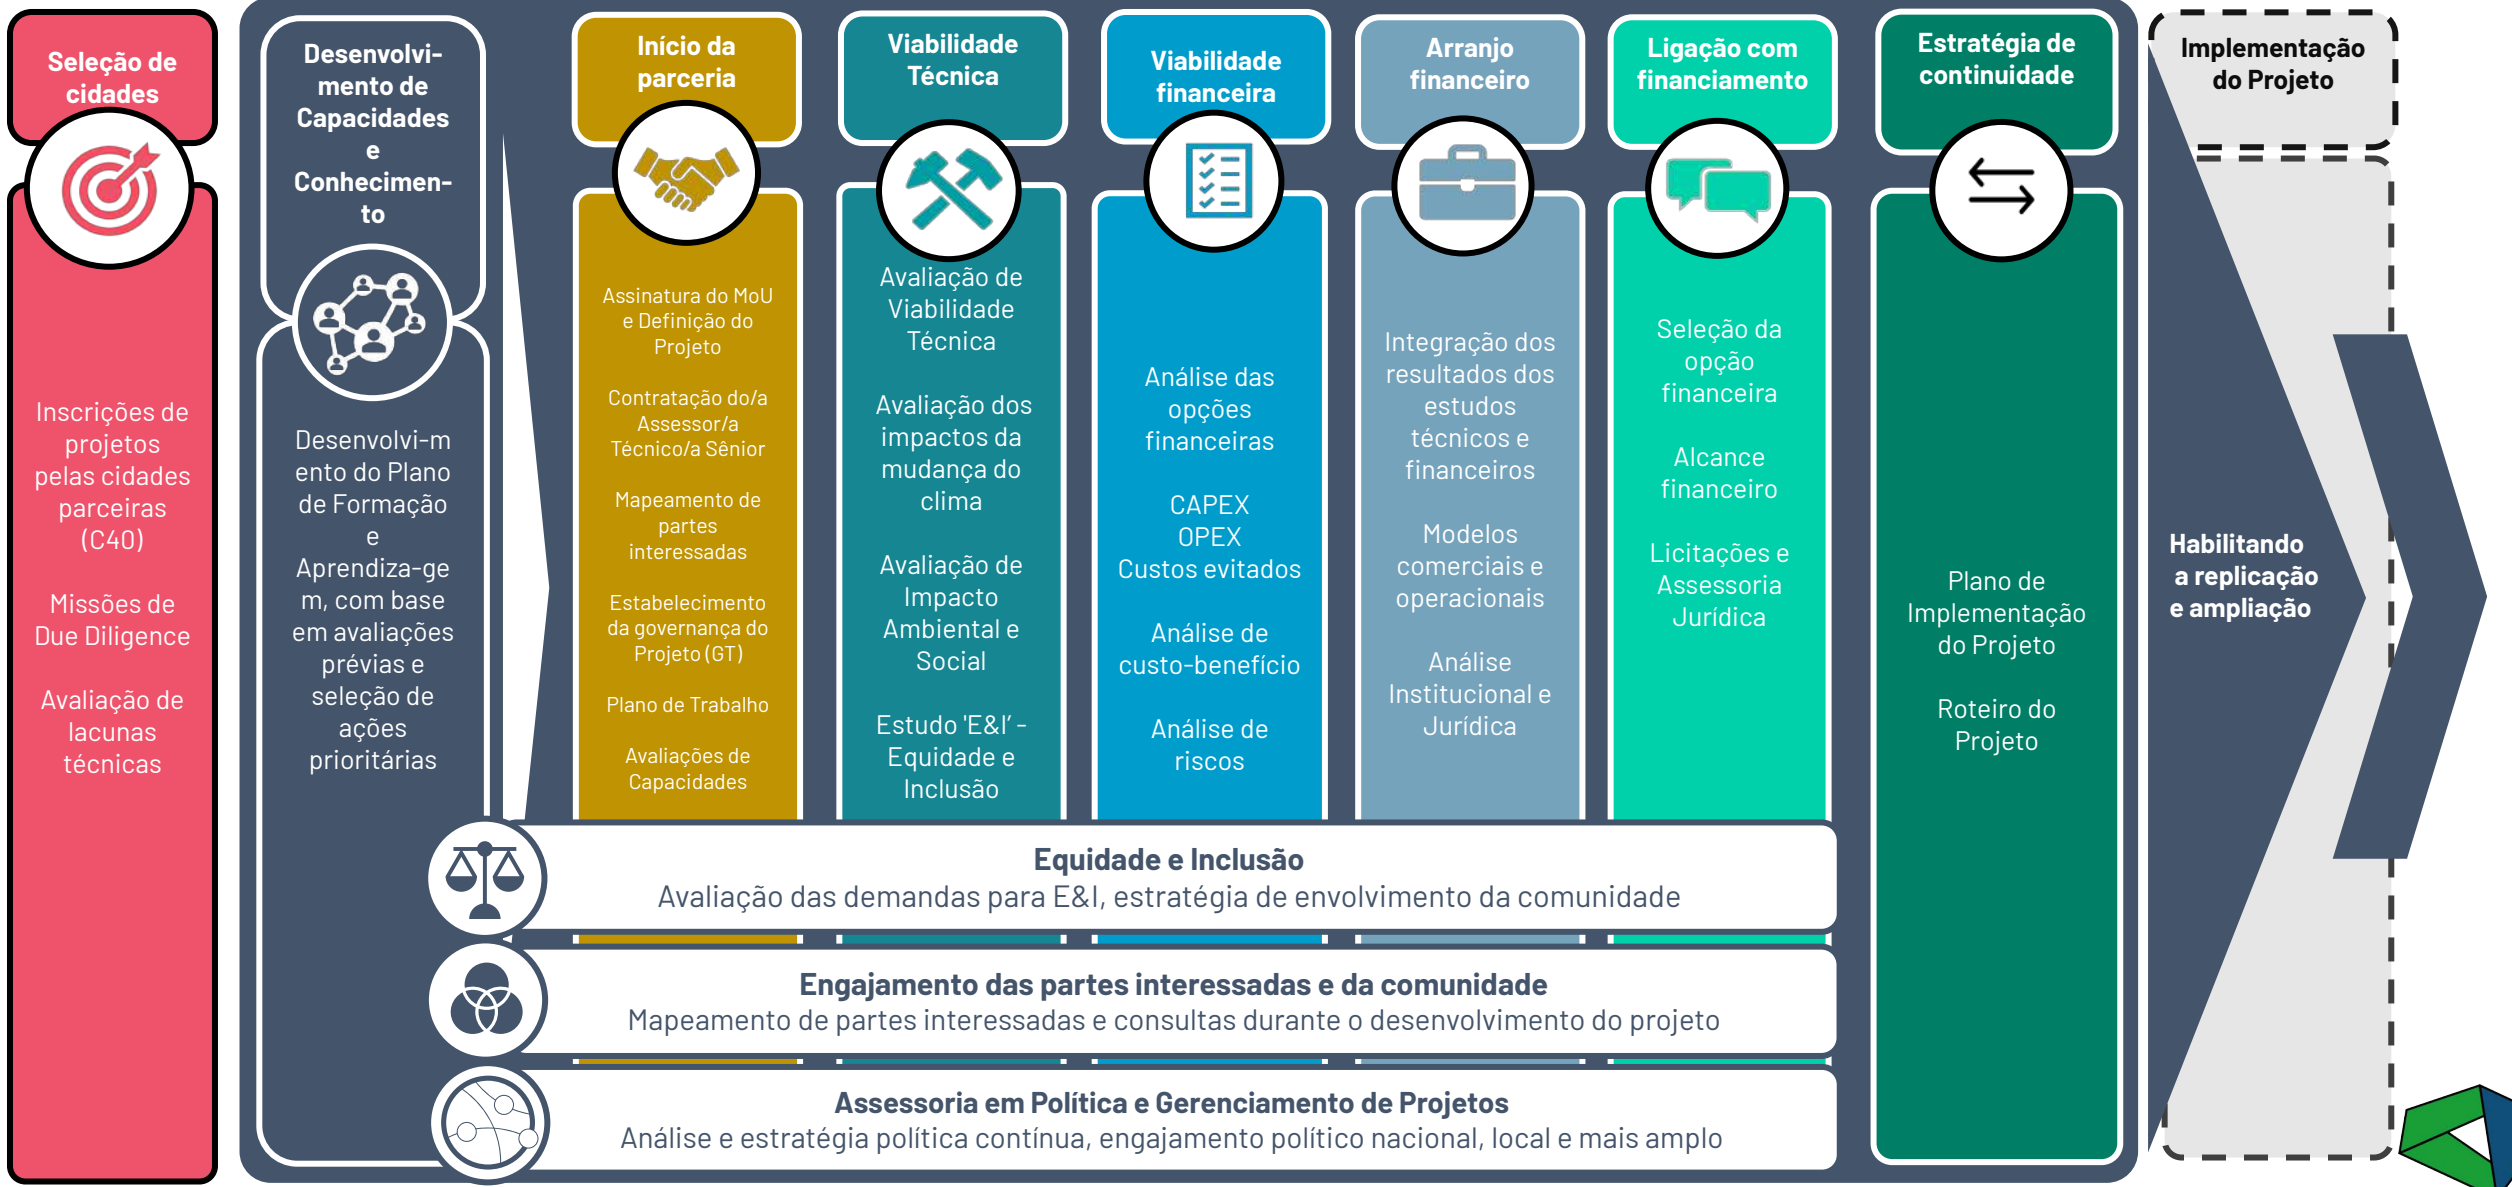 Seleção de
cidades
Inscrições de
projetos
pelas cidades
parceiras
(C40)
Missões de
Due Diligence
Avaliação de
lacunas
técnicas
Desenvolvi-
mento de
Capacidades
e
Conhecimen-
to
Desenvolvi-m
ento do Plano
de Formação
e
Aprendiza-ge
m, com base
em avaliações
prévias e
seleção de
ações
prioritárias
Início da
parceria
Assinatura do MoU
e Definição do
Projeto
Contratação do/a
Assessor/a
Técnico/a Sênior
Mapeamento de
partes
interessadas
Estabelecimento
da governança do
Projeto (GT)
Plano de Trabalho
Avaliações de
Capacidades
Viabilidade
Técnica
Avaliação de
Viabilidade
Técnica
Avaliação dos
impactos da
mudança do
clima
Avaliação de
Impacto
Ambiental e
Social
Estudo 'E&I’ -
Equidade e
Inclusão
Viabilidade
financeira
Análise das
opções
financeiras
CAPEX
OPEX
Custos evitados
Análise de
custo-benefício
Análise de
riscos
Arranjo
financeiro
Integração dos
resultados dos
estudos
técnicos e
financeiros
Modelos
comerciais e
operacionais
Análise
Institucional e
Jurídica
Ligação com
financiamento
Seleção da
opção
financeira
Alcance
financeiro
Licitações e
Assessoria
Jurídica
Estratégia de
continuidade
Plano de
Implementação
do Projeto
Roteiro do
Projeto
Implementação
do Projeto
Habilitando
a replicação
e ampliação
Equidade e Inclusão
Avaliação das demandas para E&I, estratégia de envolvimento da comunidade
Engajamento das partes interessadas e da comunidade
Mapeamento de partes interessadas e consultas durante o desenvolvimento do projeto
Assessoria em Política e Gerenciamento de Projetos
Análise e estratégia política contínua, engajamento político nacional, local e mais amplo